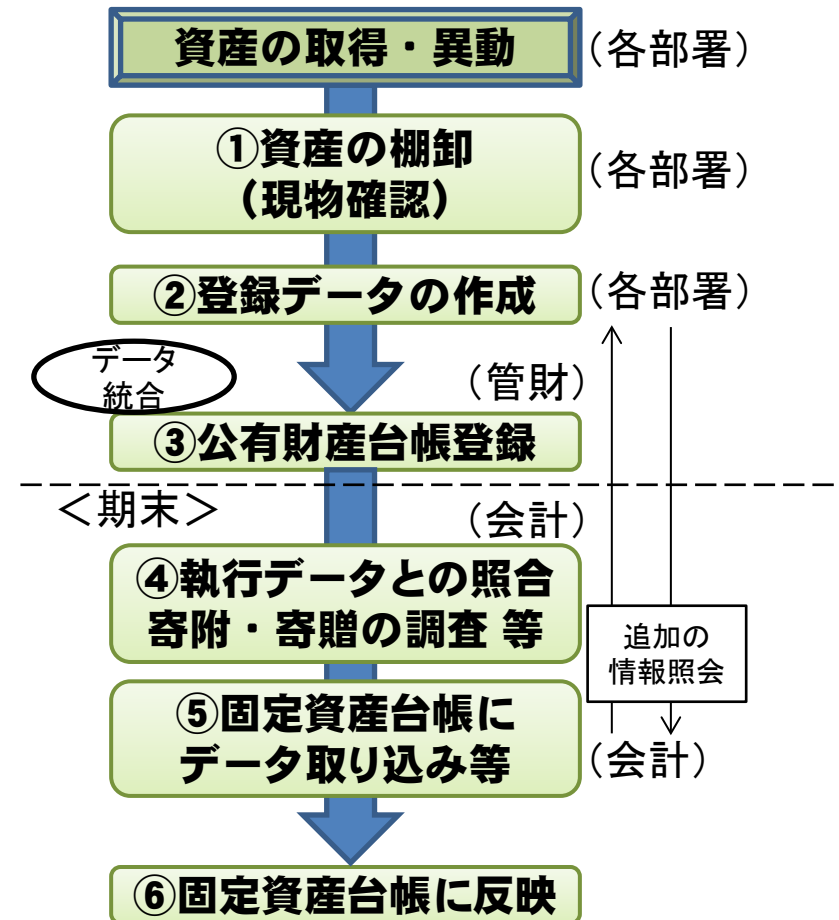 資産の取得・異動
（各部署）
①資産の棚卸
（現物確認）
（各部署）
②登録データの作成
（各部署）
データ
統合
（管財）
③公有財産台帳登録
＜期末＞
（会計）
④執行データとの照合
寄附・寄贈の調査 等
追加の
情報照会
⑤固定資産台帳に
データ取り込み等
（会計）
⑥固定資産台帳に反映